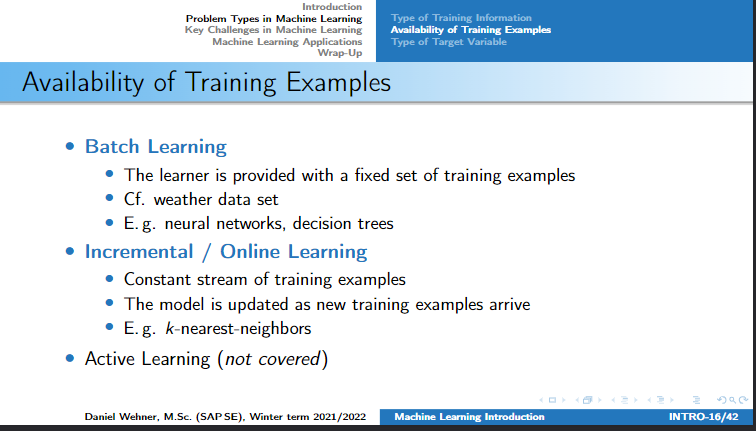 Introduction
Problem Types in Machine Learning
Key Challenges in Machine Learning
Machine Learning Applications
Wrap-Up
Type of Training Information
Availability of Training Examples
Type of Target Variable
Availability of Training Examples
• Batch Learning
• The learner is provided with a fixed set of training examples
• Cf. weather data set
• E. g. neural networks, decision trees
• Incremental / Online Learning
• Constant stream of training examples
• The model is updated as new training examples arrive
• E. g. k-nearest-neighbors
• Active Learning (not covered)
Daniel Wehner, M.Sc. (SAP SE), Winter term 2021/2022 Machine Learning Introduction INTRO-16/42